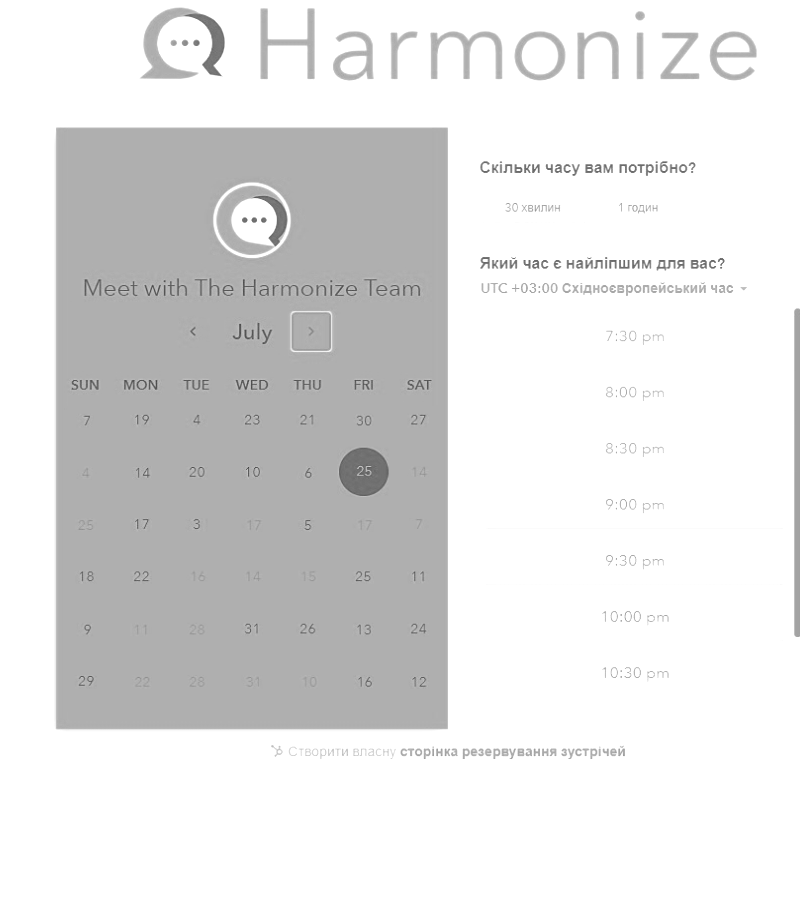 Harmonize
Meet with The Harmonize Team
July
SUN MON TUE WED THU FRI SAT
7 19 4 23 21 30 27
4 14 20 10 6 25 14
25 17 3 17 5 17 7
18 22 16 14 15 25 11
9 11 28 31 26 13 24
29 22 28 31 10 16 12
Скільки часу вам потрібно?
30 хвилин 1 годин
Який час є найліпшим для вас?
UTC +03:00 Східноєвропейський час
7:30 pm
8:00 pm
8:30 pm
9:00 pm
9:30 pm
10:00 pm
10:30 pm
Створити власну сторінка резервування зустрічей